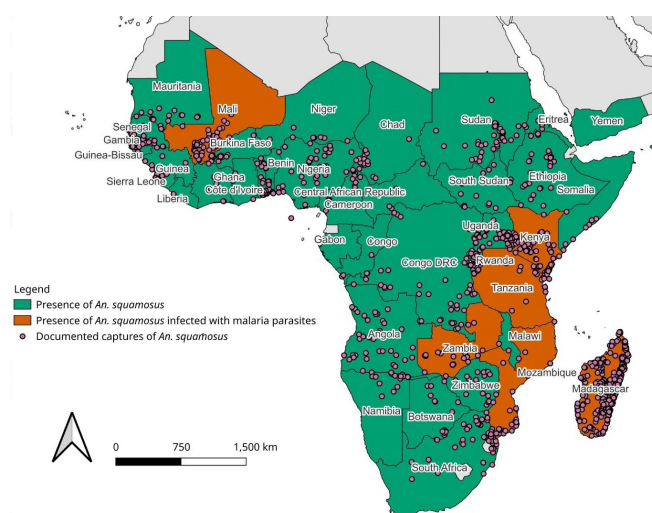 Mauritania
Mali
Niger
Chad
Sudan
Eritrea
Yemen
Senegal
Gambia
Guinea-Bissau
Guinea
Sierra Leone
Liberia
Burkina Faso
Ghana
Côte d'Ivoire
Benin
Nigeria
Central African Republic
Cameroon
South Sudan
Ethiopia
Somalia
Gabon
Congo
Congo DRC
Uganda
Kenya
Rwanda
Tanzania
Angola
Zambia
Malawi
Mozambique
Madagascar
Zimbabwe
Namibia
Botswana
South Africa
Legend
Presence of An. squamosus
Presence of An. squamosus infected with malaria parasites
Documented captures of An. squamosus
0 750 1,500 km